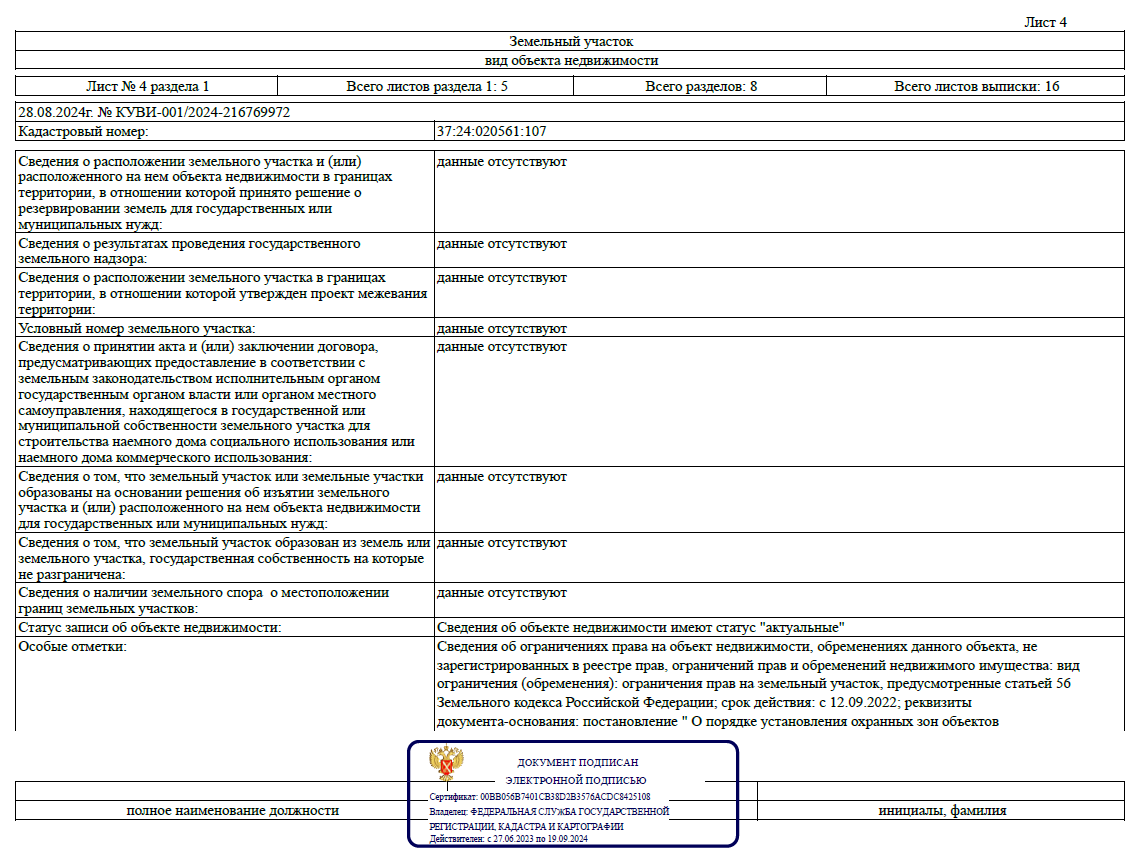 Лист 4
Земельный участок
вид объекта недвижимости
Лист № 4 раздела 1
Всего листов раздела 1: 5
Всего разделов: 8
Всего листов выписки: 16
28.08.2024г. № КУВИ-001/2024-216769972
Кадастровый номер:
37:24:020561:107
Сведения о расположении земельного участка и (или)
расположенного на нем объекта недвижимости в границах
территории, в отношении которой принято решение о
резервировании земель для государственных или
муниципальных нужд:
данные отсутствуют
Сведения о результатах проведения государственного
земельного надзора:
данные отсутствуют
Сведения о расположении земельного участка в границах
территории, в отношении которой утвержден проект межевания
территории:
данные отсутствуют
Условный номер земельного участка:
данные отсутствуют
Сведения о принятии акта и (или) заключении договора,
предусматривающих предоставление в соответствии с
земельным законодательством исполнительным органом
государственным органом власти или органом местного
самоуправления, находящегося в государственной или
муниципальной собственности земельного участка для
строительства наемного дома социального использования или
наемного дома коммерческого использования:
данные отсутствуют
Сведения о том, что земельный участок или земельные участки
образованы на основании решения об изъятии земельного
участка и (или) расположенного на нем объекта недвижимости
для государственных или муниципальных нужд:
данные отсутствуют
Сведения о том, что земельный участок образован из земель или
земельного участка, государственная собственность на которые
не разграничена:
данные отсутствуют
Сведения о наличии земельного спора о местоположении
границ земельных участков:
данные отсутствуют
Статус записи об объекте недвижимости:
Сведения об объекте недвижимости имеют статус "актуальные"
Особые отметки:
Сведения об ограничениях права на объект недвижимости, обременениях данного объекта, не
зарегистрированных в реестре прав, ограничений прав и обременений недвижимого имущества: вид
ограничения (обременения): ограничения прав на земельный участок, предусмотренные статьей 56
Земельного кодекса Российской Федерации; срок действия: с 12.09.2022; реквизиты
документа-основания: постановление " О порядке установления охранных зон объектов
ДОКУМЕНТ ПОДПИСАН
ЭЛЕКТРОННОЙ ПОДПИСЬЮ
Сертификат: 00BB056B7401CB38D2B3576ACDC8425108
Владелец: ФЕДЕРАЛЬНАЯ СЛУЖБА ГОСУДАРСТВЕННОЙ
РЕГИСТРАЦИИ, КАДАСТРА И КАРТОГРАФИИ
Действителен: с 27.06.2023 по 19.09.2024
полное наименование должности
инициалы, фамилия